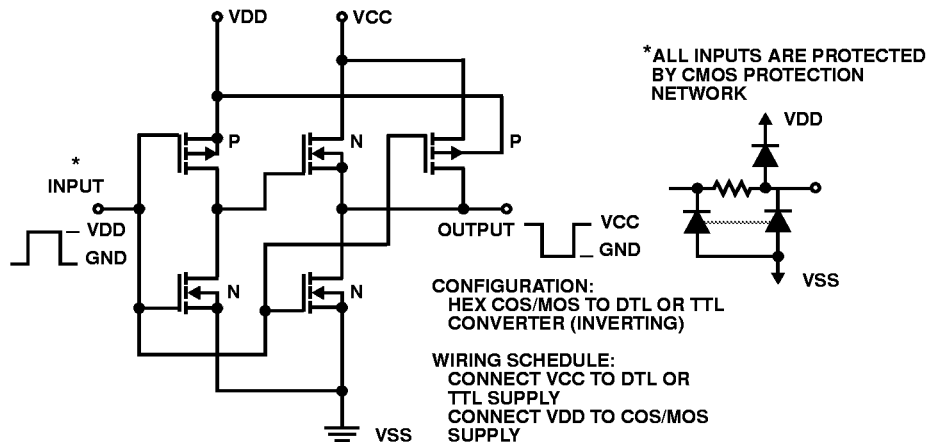 VDD
VCC
*ALL INPUTS ARE PROTECTED
BY CMOS PROTECTION
NETWORK
VDD
P
N
P
*
INPUT
VDD
GND
OUTPUT
VCC
GND
N
N
VSS
CONFIGURATION:
HEX COS/MOS TO DTL OR TTL
CONVERTER (INVERTING)
WIRING SCHEDULE:
CONNECT VCC TO DTL OR
TTL SUPPLY
CONNECT VDD TO COS/MOS
SUPPLY
VSS